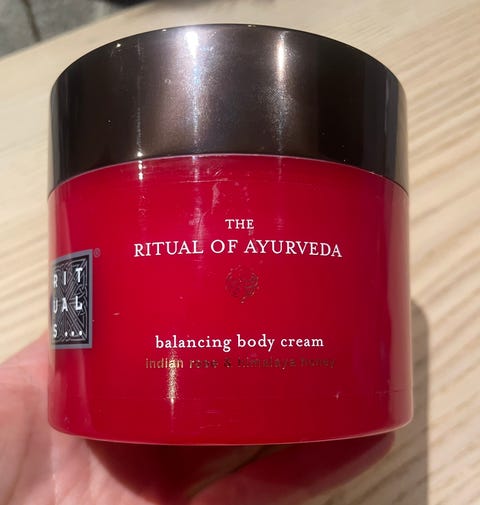 THE
RITUAL OF AYURVEDA
RIT
UAL
S...®
balancing body cream
indian rose & himalaya honey